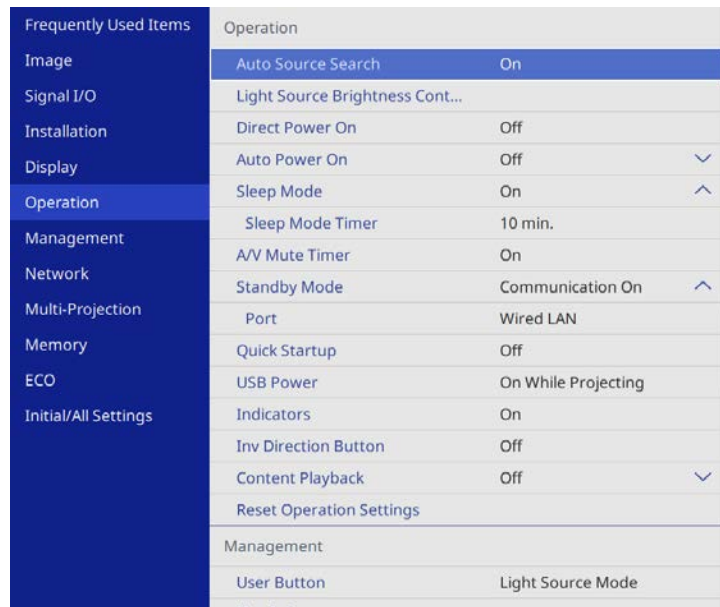 Frequently Used Items
Image
Signal I/O
Installation
Display
Operation
Management
Network
Multi-Projection
Memory
ECO
Initial/All Settings
Operation
Auto Source Search On
Light Source Brightness Cont...
Direct Power On Off
Auto Power On Off
Sleep Mode On
Sleep Mode Timer 10 min.
A/V Mute Timer On
Standby Mode Communication On
Port Wired LAN
Quick Startup Off
USB Power On While Projecting
Indicators On
Inv Direction Button Off
Content Playback Off
Reset Operation Settings
Management
User Button Light Source Mode